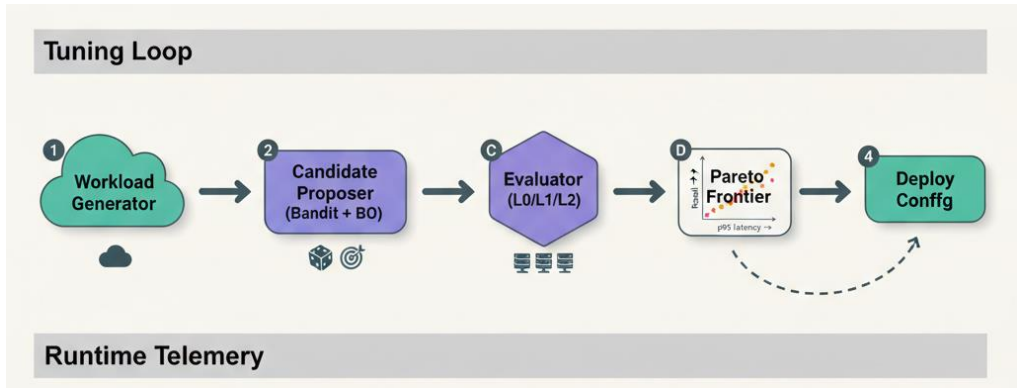 Tuning Loop
1
Workload
Generator
2
Candidate
Proposer
(Bandit + BO)
C
Evaluator
(L0/L1/L2)
D
Pareto
Frontier
p95 latency →
4
Deploy
Conffg
Runtime Telemery